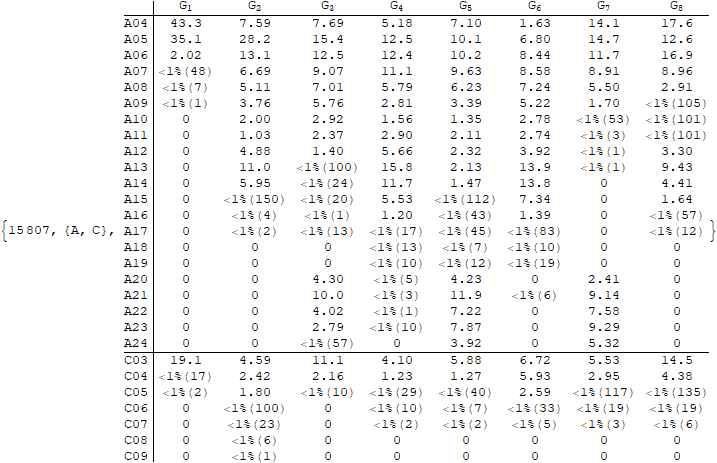 G1 G2 G3 G4 G5 G6 G7 G8
A04 43.3 7.59 7.69 5.18 7.10 1.63 14.1 17.6
A05 35.1 28.2 15.4 12.5 10.1 6.80 14.7 12.6
A06 2.02 13.1 12.5 12.4 10.2 8.44 11.7 16.9
A07 <1%(48) 6.69 9.07 11.1 9.63 8.58 8.91 8.96
A08 <1%(7) 5.11 7.01 5.79 6.23 7.24 5.50 2.91
A09 <1%(1) 3.76 5.76 2.81 3.39 5.22 1.70 <1%(105)
A10 0 2.00 2.92 1.56 1.35 2.78 <1%(53) <1%(101)
A11 0 1.03 2.37 2.90 2.11 2.74 <1%(3) <1%(101)
A12 0 4.88 1.40 5.66 2.32 3.92 <1%(1) 3.30
A13 0 11.0 <1%(100) 15.8 2.13 13.9 <1%(1) 9.43
A14 0 5.95 <1%(24) 11.7 1.47 13.8 0 4.41
A15 0 <1%(150) <1%(20) 5.53 <1%(112) 7.34 0 1.64
A16 0 <1%(4) <1%(1) 1.20 <1%(43) 1.39 0 <1%(57)
{15807, {A, C}, A17 0 <1%(2) <1%(13) <1%(17) <1%(45) <1%(83) 0 <1%(12) }
A18 0 0 0 <1%(13) <1%(7) <1%(10) 0 0
A19 0 0 0 <1%(10) <1%(12) <1%(19) 0 0
A20 0 0 4.30 <1%(5) 4.23 0 2.41 0
A21 0 0 10.0 <1%(3) 11.9 <1%(6) 9.14 0
A22 0 0 4.02 <1%(1) 7.22 0 7.58 0
A23 0 0 2.79 <1%(10) 7.87 0 9.29 0
A24 0 0 <1%(57) 0 3.92 0 5.32 0
C03 19.1 4.59 11.1 4.10 5.88 6.72 5.53 14.5
C04 <1%(17) 2.42 2.16 1.23 1.27 5.93 2.95 4.38
C05 <1%(2) 1.80 <1%(10) <1%(29) <1%(40) 2.59 <1%(117) <1%(135)
C06 0 <1%(100) 0 <1%(10) <1%(7) <1%(33) <1%(19) <1%(19)
C07 0 <1%(23) 0 <1%(2) <1%(2) <1%(5) <1%(3) <1%(6)
C08 0 <1%(6) 0 0 0 0 0 0
C09 0 <1%(1) 0 0 0 0 0 0